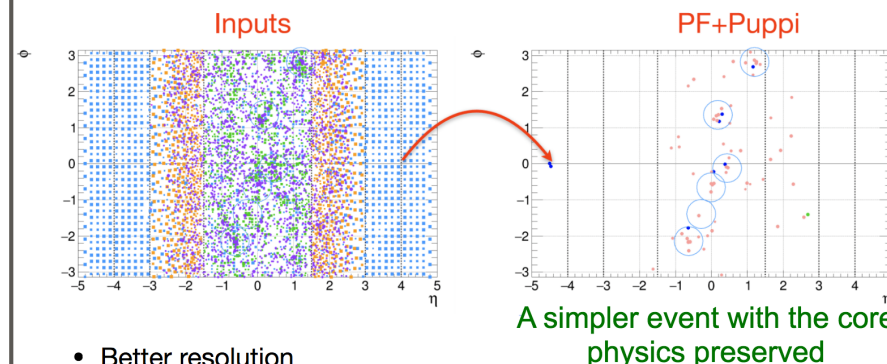 Inputs
PF+Puppi
ϕ
3
2
1
0
−1
−2
−3
−5 −4 −3 −2 −1 0 1 2 3 4 5
η
ϕ
3
2
1
0
−1
−2
−3
−5 −4 −3 −2 −1 0 1 2 3 4
A simpler event with the core
physics preserved
• Better resolution